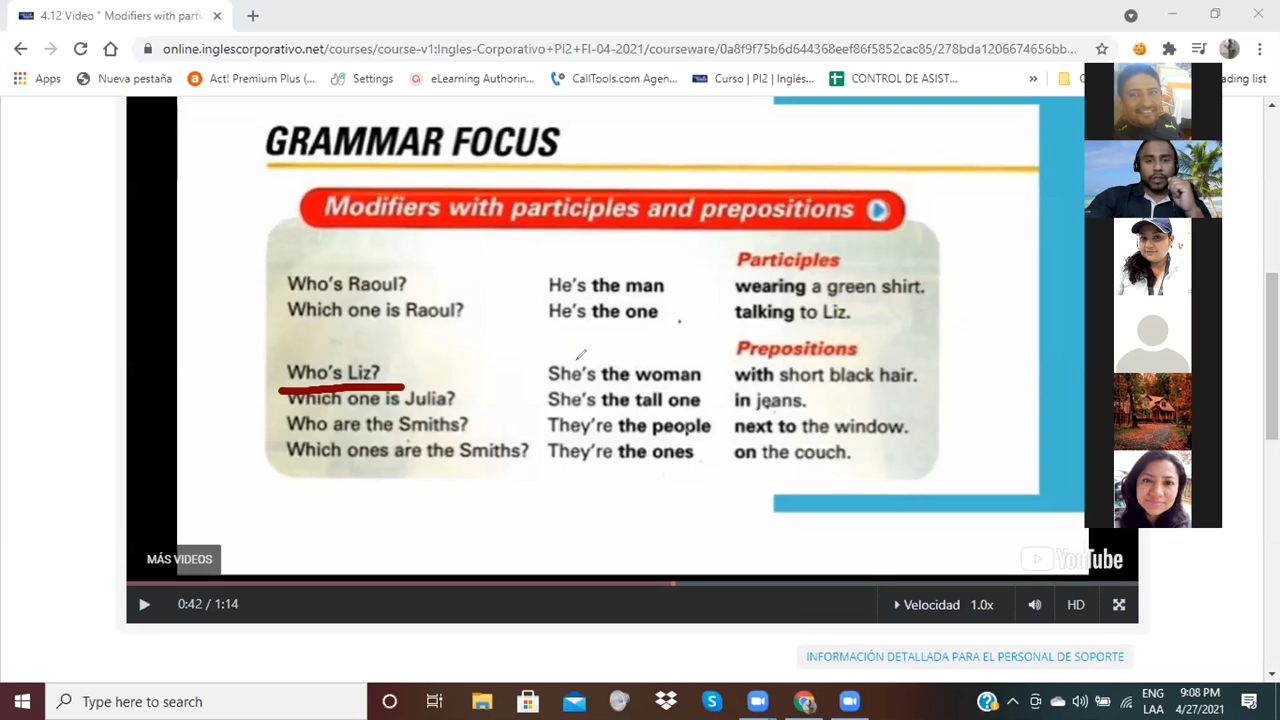 4.12 Video " Modifiers with parti
online.inglescorporativo.net/courses/course-v1:Ingles-Corporativo+PI2+FI-04-2021/courseware/0a8f9f75b6d644368eef86f5852cac85/278bda1206674656bb...
Apps
Nueva pestaña
Act! Premium Plus (...
Settings
eLearning Authorin...
CallTools.com Agen...
Curso | PI2 | Inglés...
CONTROL DE ASIST...
»
ding list
GRAMMAR FOCUS
Modifiers with participles and prepositions
Participles
Who's Raoul? He's the man wearing a green shirt.
Which one is Raoul? He's the one talking to Liz.
Prepositions
Who's Liz? She's the woman with short black hair.
Which one is Julia? She's the tall one in jeans.
Who are the Smiths? They're the people next to the window.
Which ones are the Smiths? They're the ones on the couch.
MÁS VIDEOS
YouTube
0:42 / 1:14
Velocidad 1.0x
HD
INFORMACIÓN DETALLADA PARA EL PERSONAL DE SOPORTE
Type here to search
ENG 9:08 PM
LAA 4/27/2021